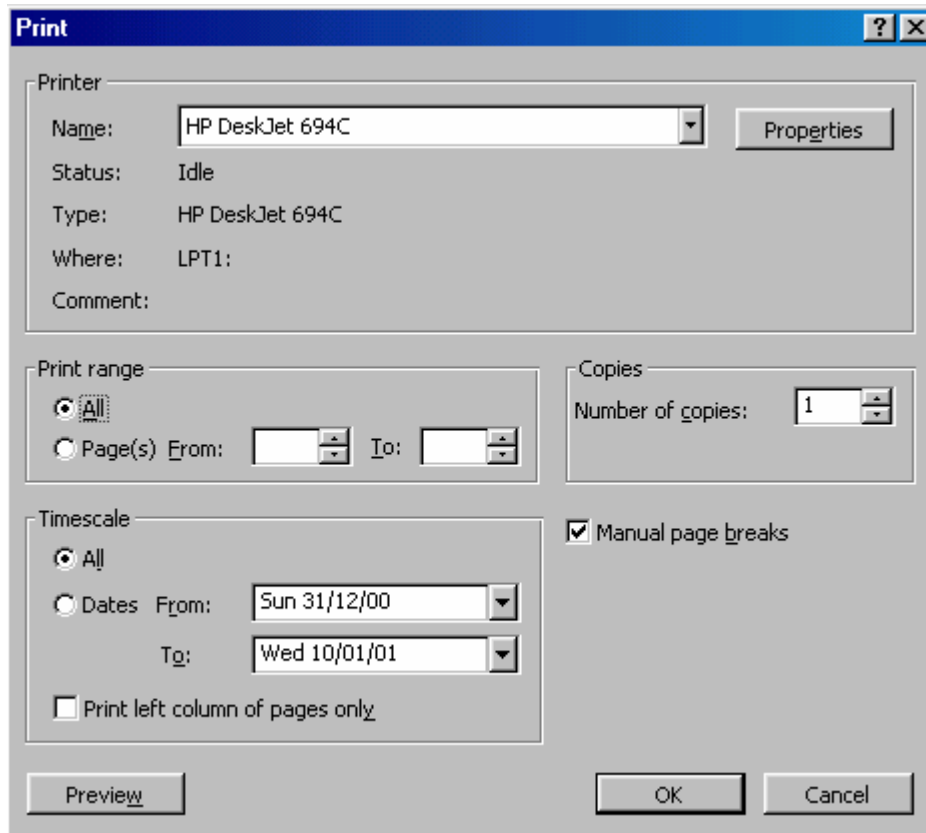 Print
Printer
Name: HP DeskJet 694C Properties
Status: Idle
Type: HP DeskJet 694C
Where: LPT1:
Comment:
Print range
All
Page(s) From: To:
Copies
Number of copies: 1
Timescale
All
Dates From: Sun 31/12/00
To: Wed 10/01/01
Print left column of pages only
Manual page breaks
Preview OK Cancel